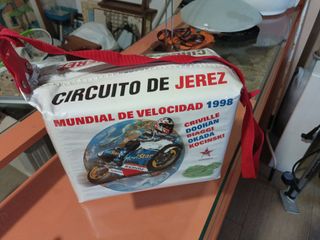 CIRCUITO DE JEREZ
MUNDIAL DE VELOCIDAD 1998
CRIVILLE
DOOHAN
BIAGGI
OKADA
KOCINSKI